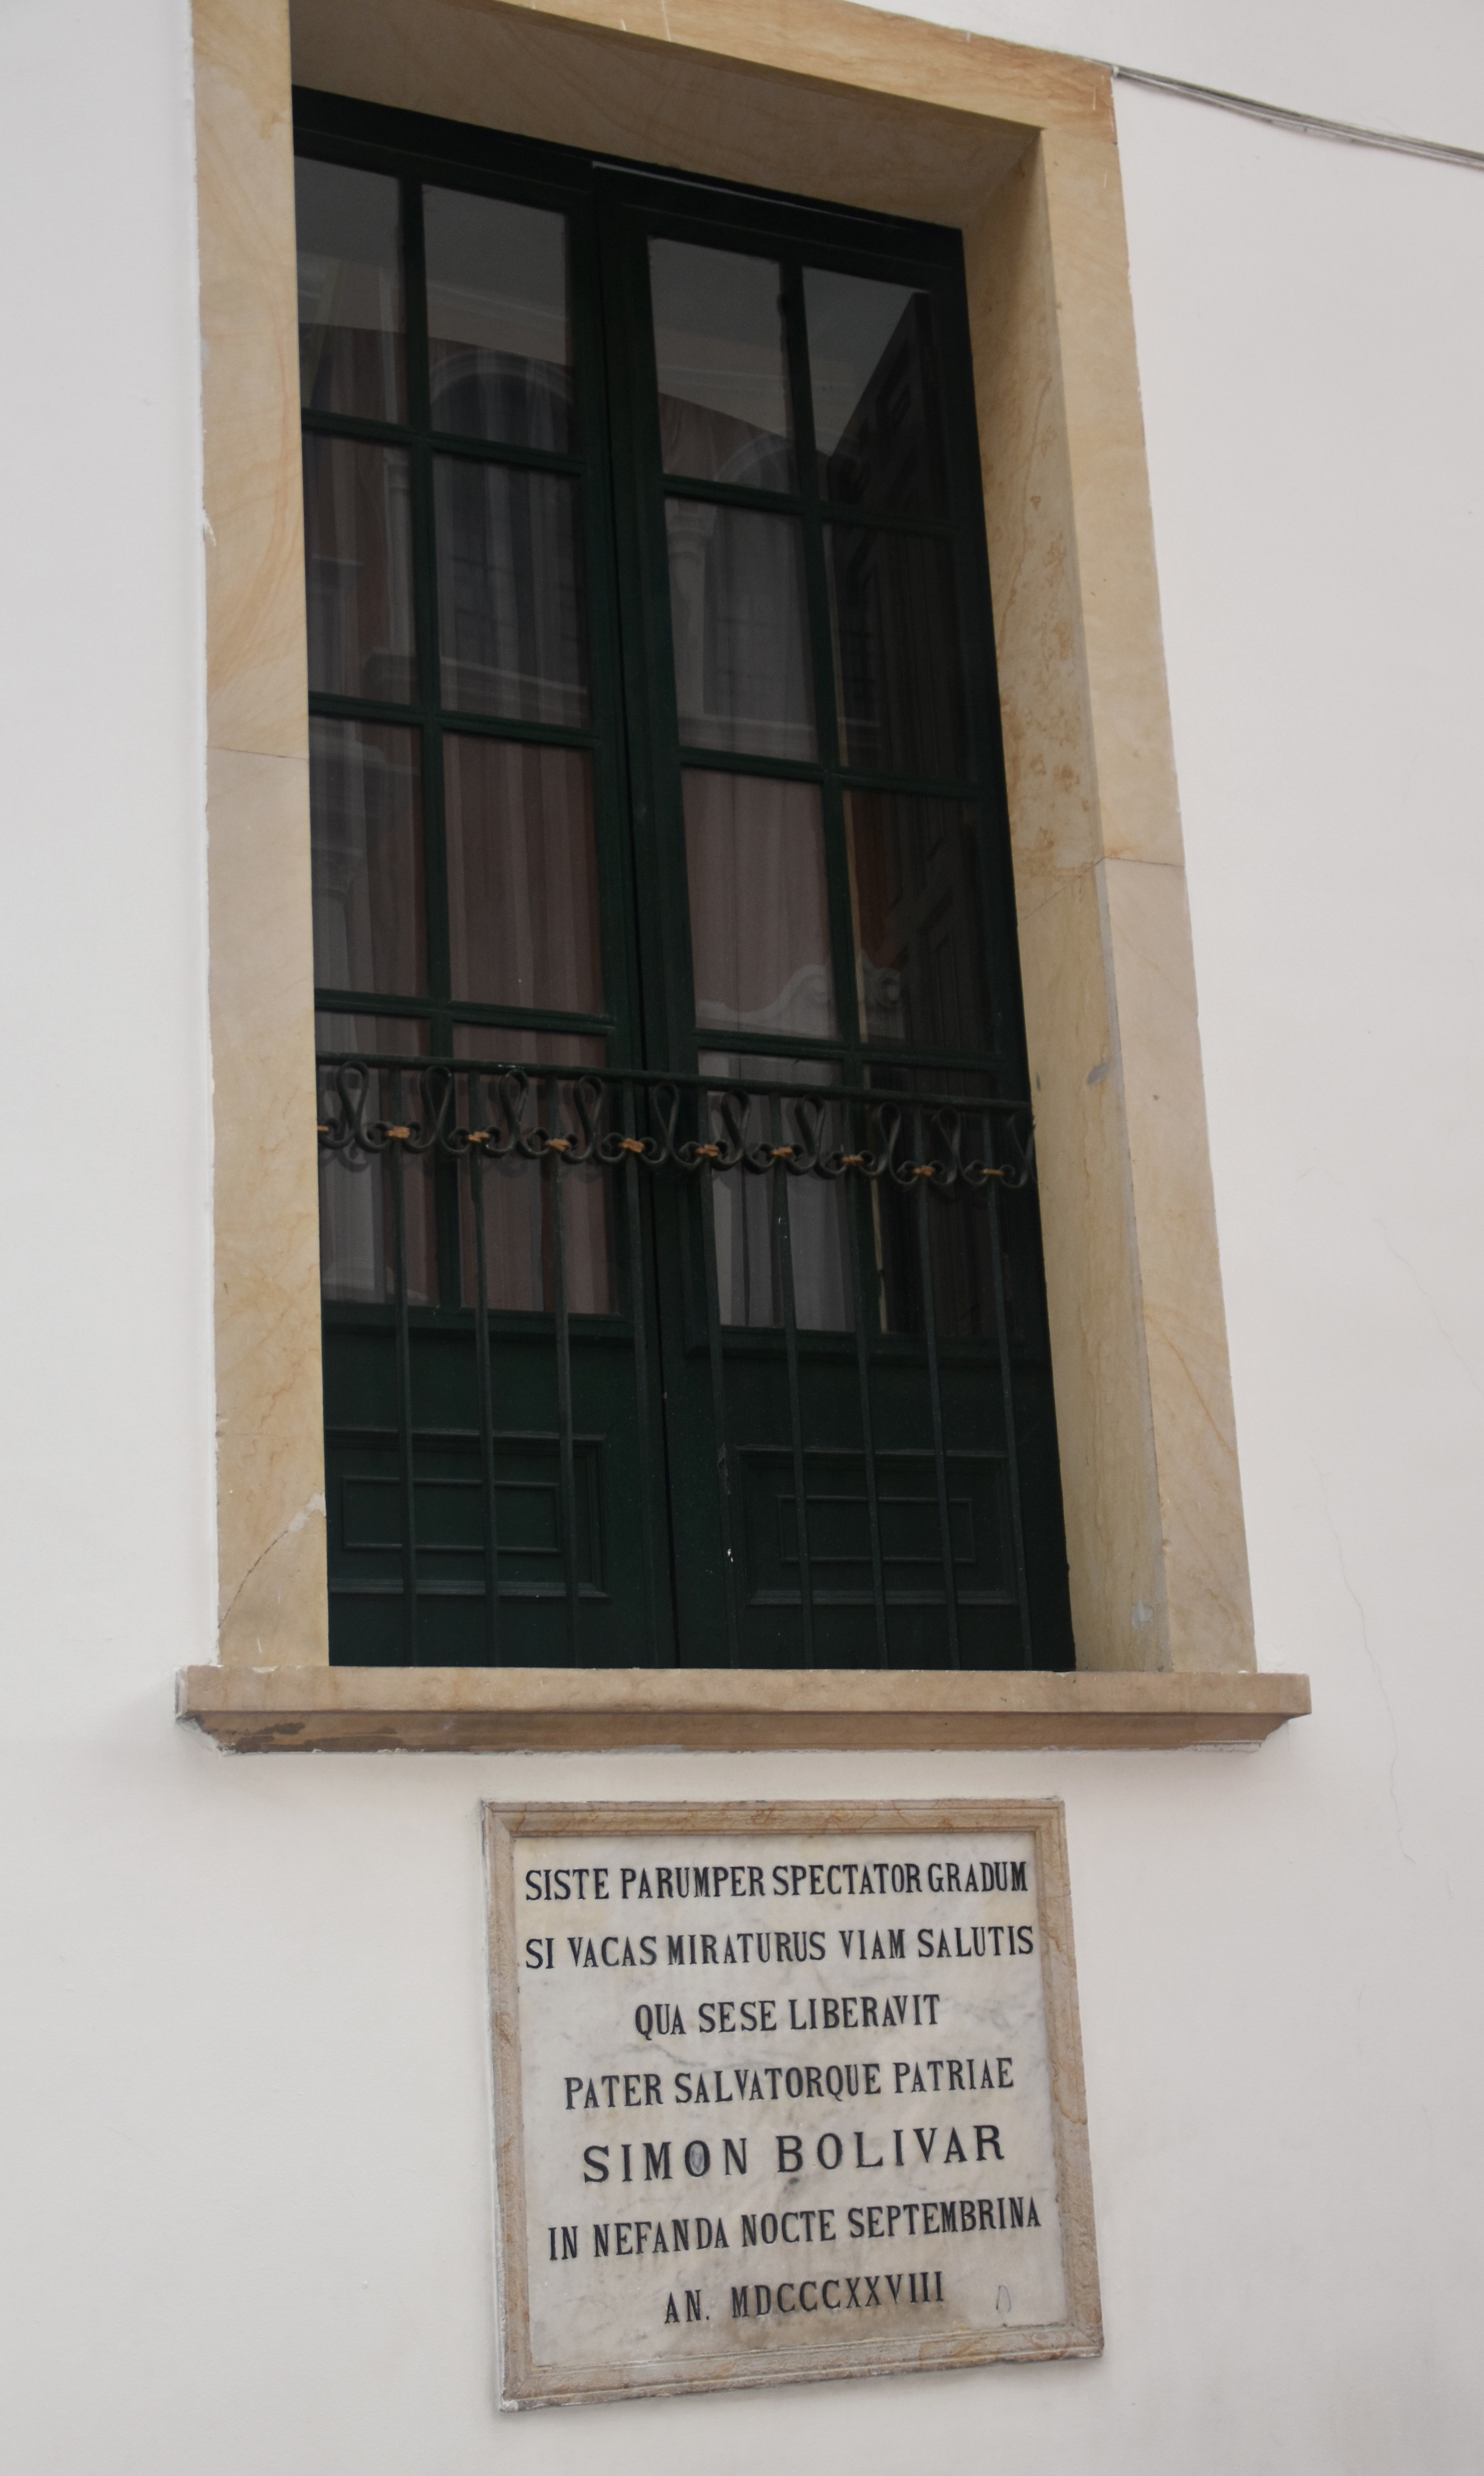 SISTE PARUMPER SPECTATOR GRADUM
SI VACAS MIRATURUS VIAM SALUTIS
QUA SESE LIBERAVIT
PATER SALVATORQUE PATRIAE
SIMON BOLIVAR
IN NEFANDA NOCTE SEPTEMBRINA
AN. MDCCCXXVIII